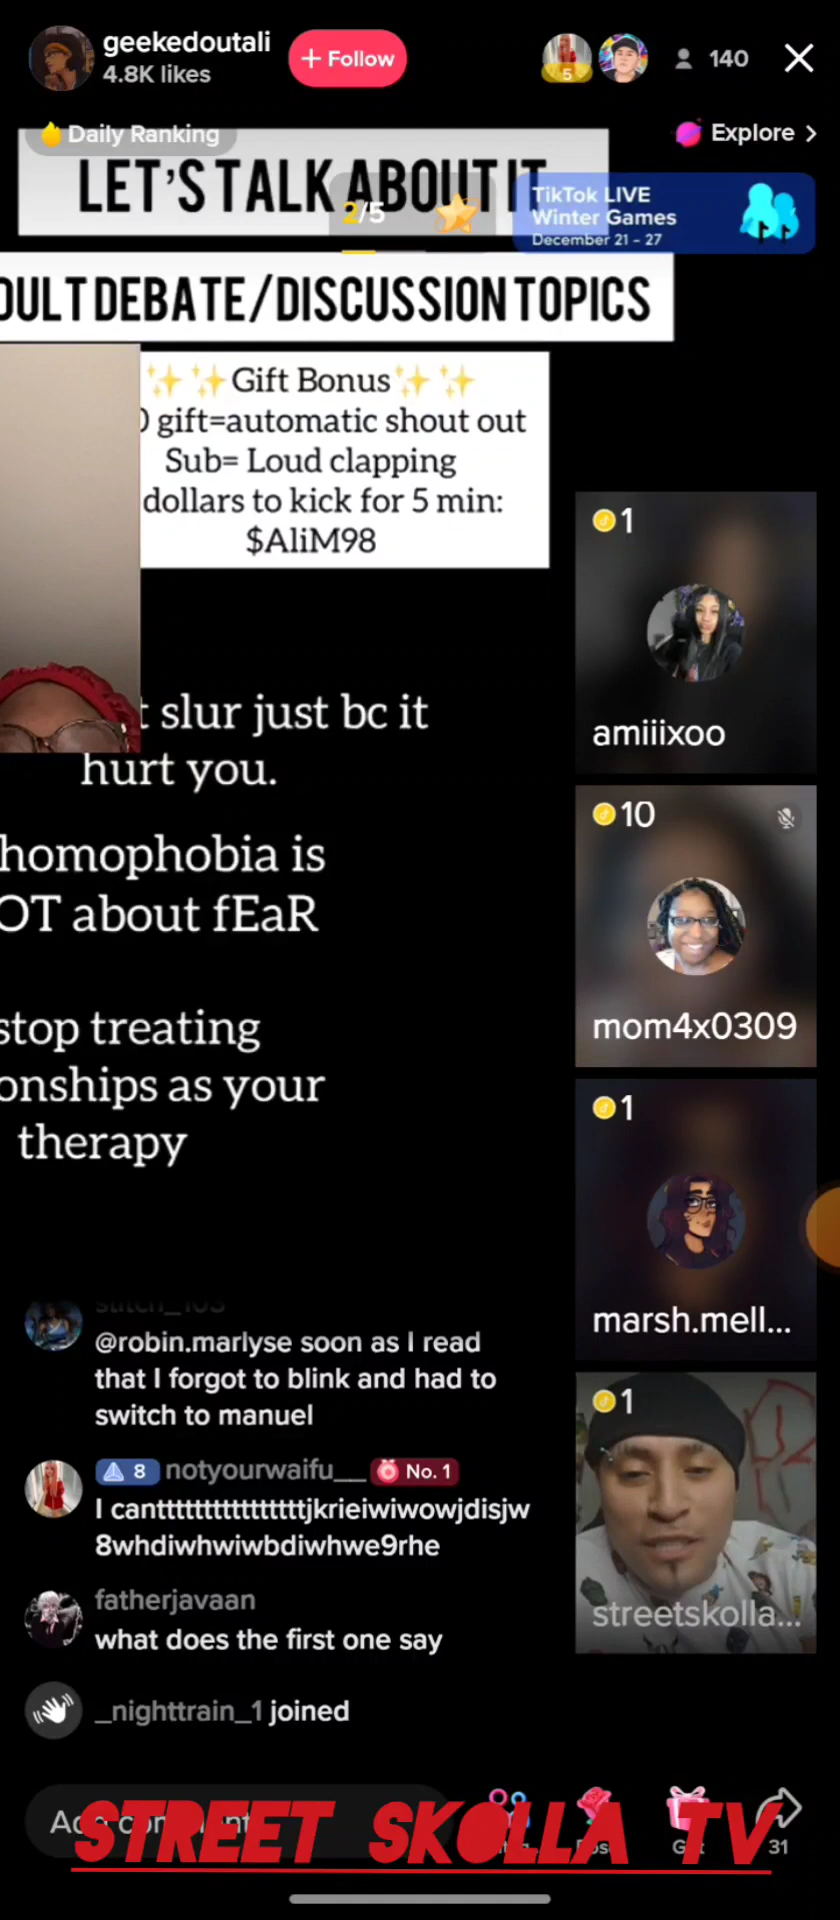 geekedoutali
4.8K likes
+ Follow
5
140
Daily Ranking
Explore >
LET'S TALK ABOUT IT
2/5
TikTok LIVE
Winter Games
December 21 - 27
DEBATE/DISCUSSION TOPICS
✨ ✨ Gift Bonus ✨ ✨
gift=automatic shout out
Sub= Loud clapping
dollars to kick for 5 min:
$AliM98
slur just bc it
hurt you.
homophobia is
about fEaR
stop treating
as your
therapy
1
amiiixoo
10
mom4x0309
1
marsh.mell...
1
streetskolla...
@robin.marlyse soon as I read
that I forgot to blink and had to
switch to manuel
8 notyourwaifu__ No. 1
I canttttttttttttttttttjkrieiwiwowjdisjw
8whdiwhwiwbdiwhwe9rhe
fatherjavaan
what does the first one say
_nighttrain_1 joined
STREET SKOLLA TV
31